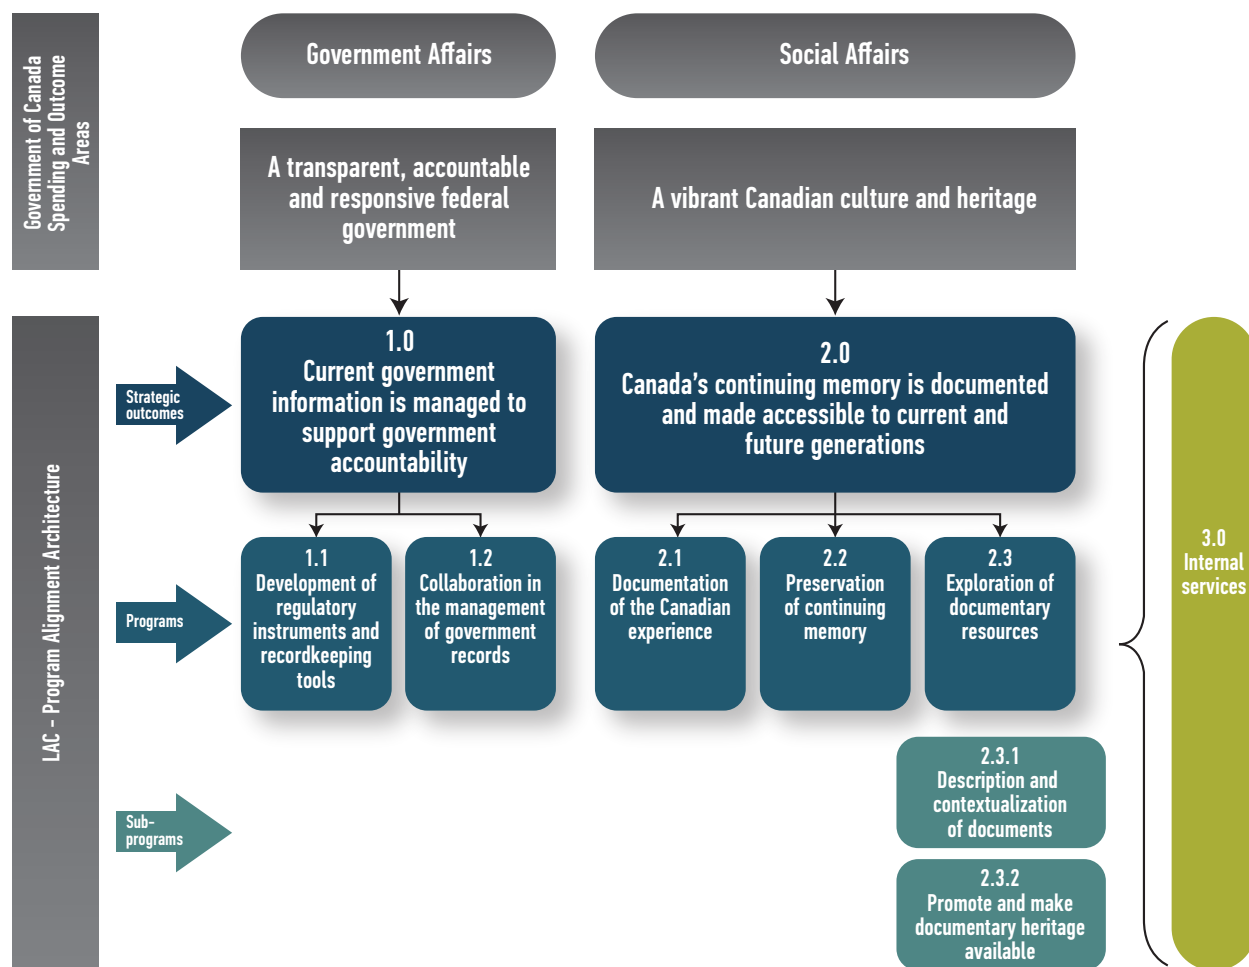 Government of Canada
Spending and Outcome
Areas
Government Affairs
Social Affairs
A transparent, accountable
and responsive federal
government
A vibrant Canadian culture and heritage
LAC – Program Alignment Architecture
Strategic
outcomes
1.0
Current government
information is managed to
support government
accountability
2.0
Canada's continuing memory is documented
and made accessible to current and
future generations
Programs
1.1
Development of
regulatory
instruments and
recordkeeping
tools
1.2
Collaboration in
the management
of government
records
2.1
Documentation
of the Canadian
experience
2.2
Preservation
of continuing
memory
2.3
Exploration of
documentary
resources
Sub-
programs
2.3.1
Description and
contextualization
of documents
2.3.2
Promote and make
documentary heritage
available
3.0
Internal
services